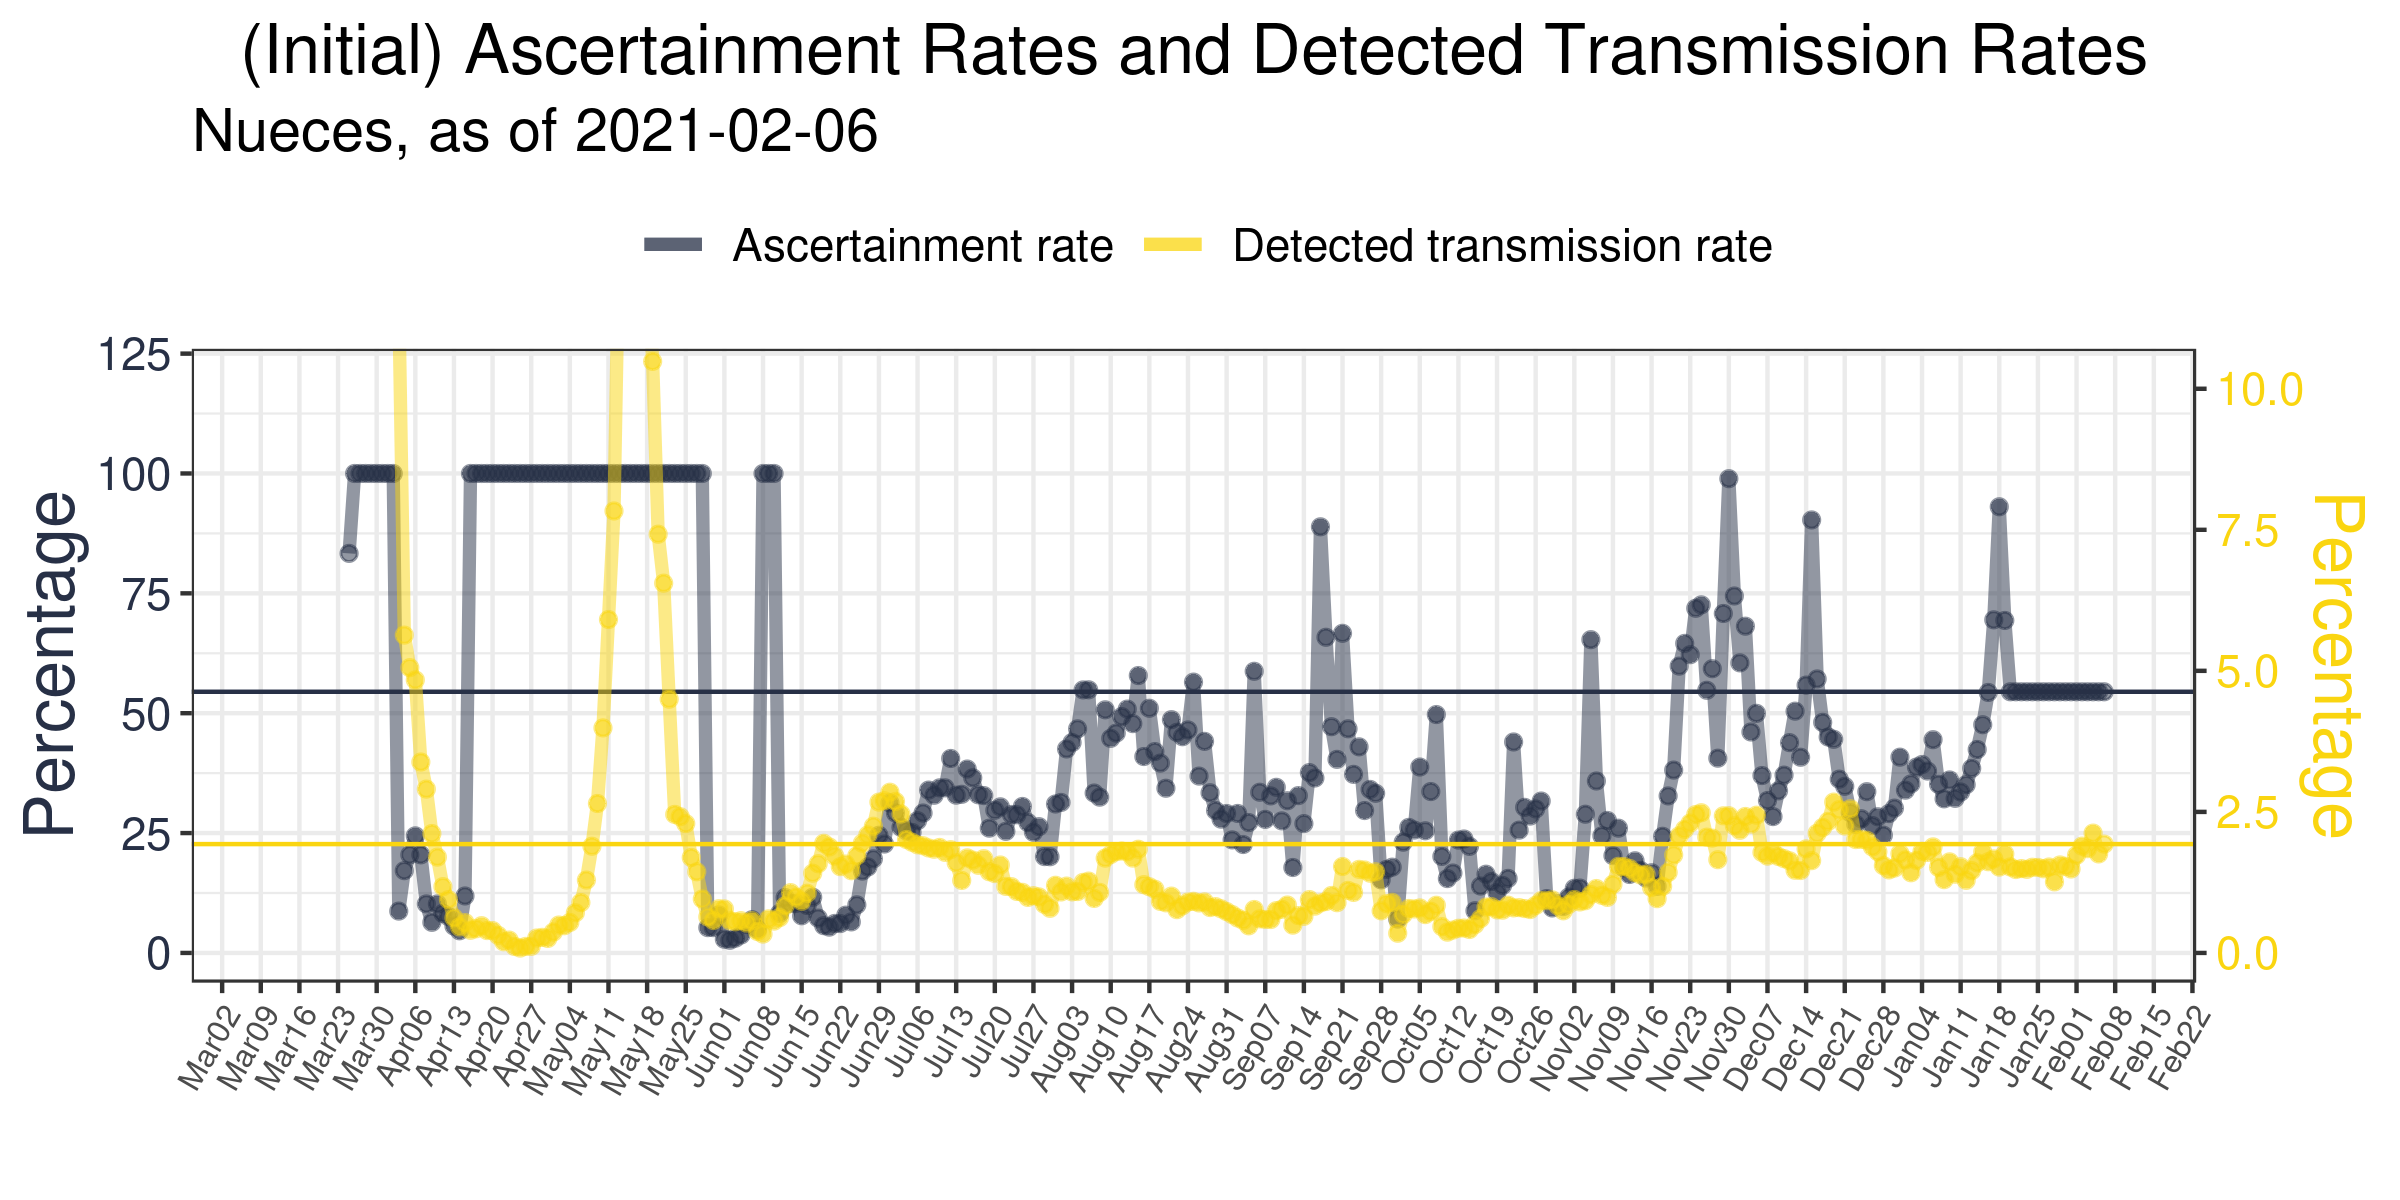 (Initial) Ascertainment Rates and Detected Transmission Rates
Nueces, as of 2021-02-06
Ascertainment rate Detected transmission rate
125
100
75
50
25
0
Percentage
10.0
7.5
5.0
2.5
0.0
Percentage
Mar02 Mar09 Mar16 Mar23 Mar30 Apr06 Apr13 Apr20 Apr27 May04 May11 May18 May25 Jun01 Jun08 Jun15 Jun22 Jun29 Jul06 Jul13 Jul20 Jul27 Aug03 Aug10 Aug17 Aug24 Aug31 Sep07 Sep14 Sep21 Sep28 Oct05 Oct12 Oct19 Oct26 Nov02 Nov09 Nov16 Nov23 Nov30 Dec07 Dec14 Dec21 Dec28 Jan04 Jan11 Jan18 Jan25 Feb01 Feb08 Feb15 Feb22